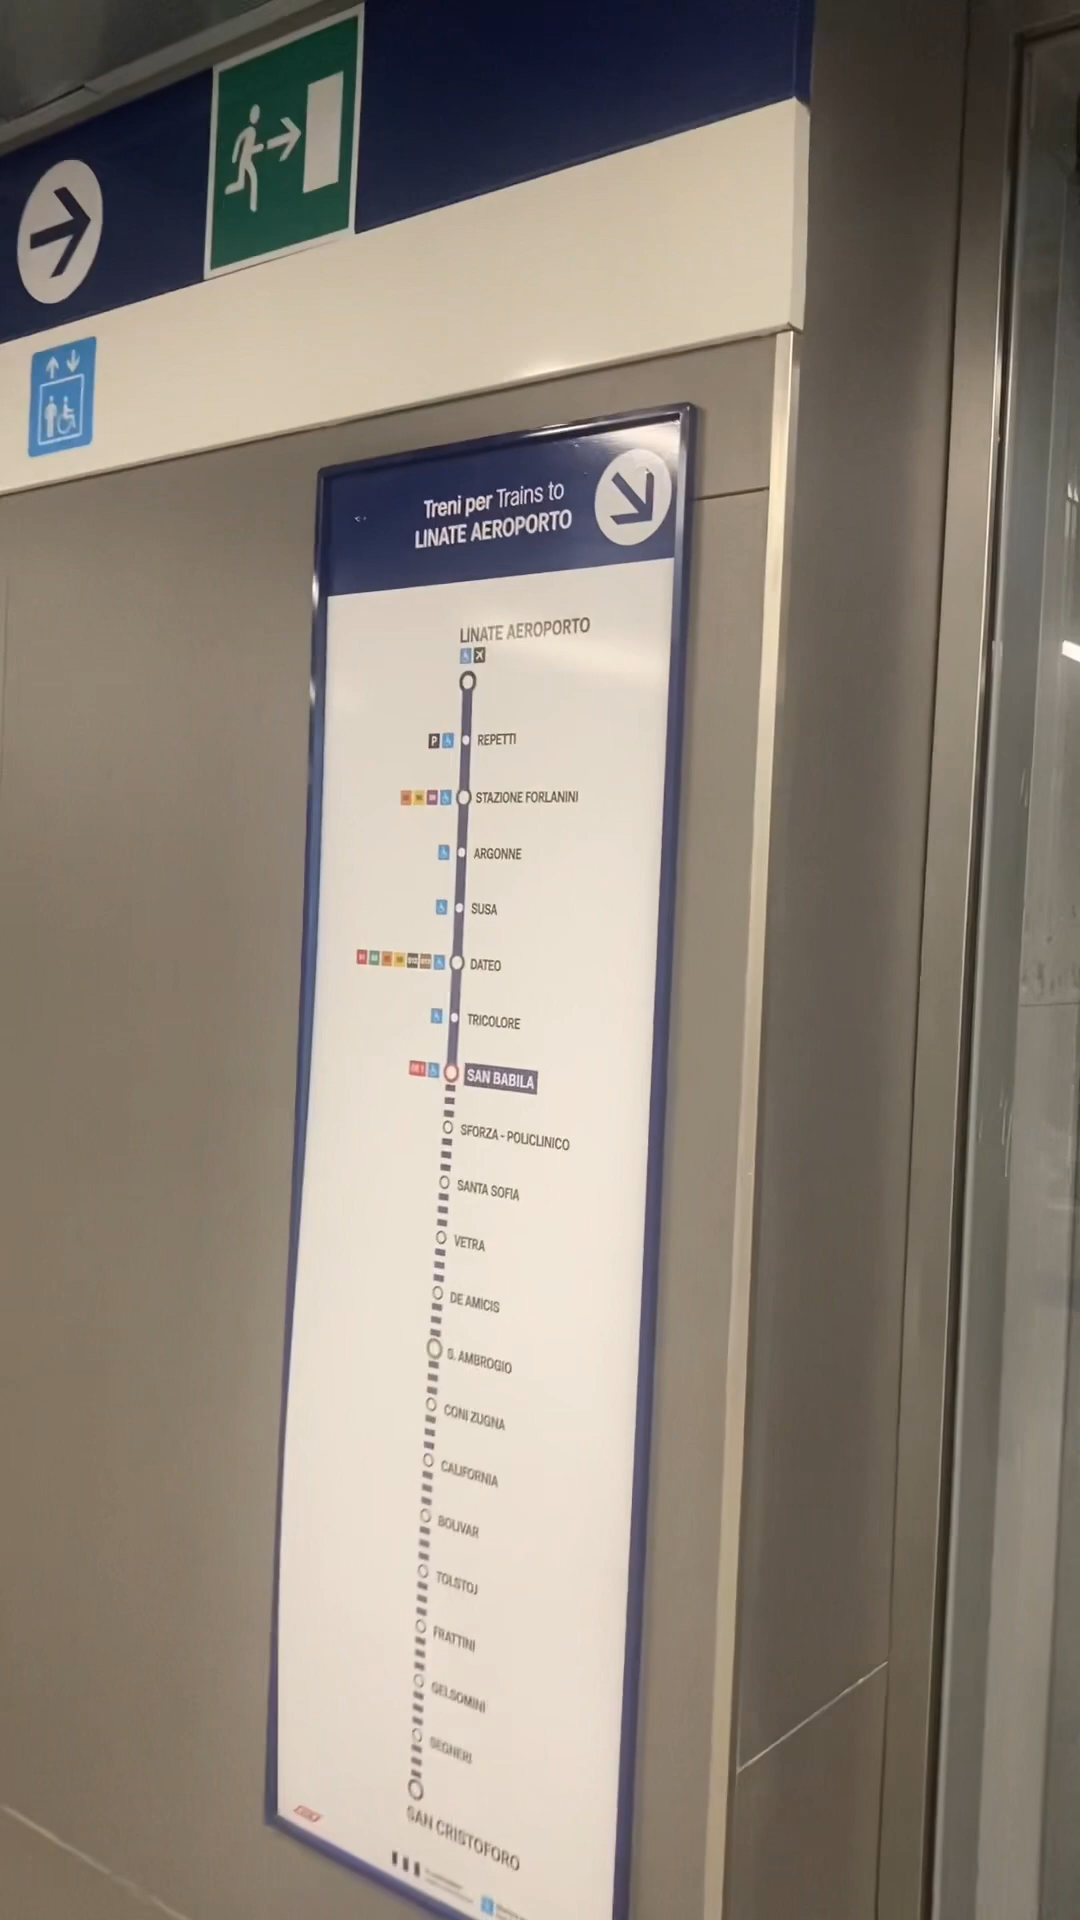 Treni per Trains to
LINATE AEROPORTO
LINATE AEROPORTO
P
REPETTI
STAZIONE FORLANINI
ARGONNE
SUSA
DATEO
TRICOLORE
SAN BABILA
SFORZA - POLICLINICO
SANTA SOFIA
VETRA
DE AMICIS
S. AMBROGIO
CONI ZUGNA
CALIFORNIA
BOLIVAR
TOLSTOJ
FRATTINI
GELSOMINI
SEGNERI
SAN CRISTOFORO